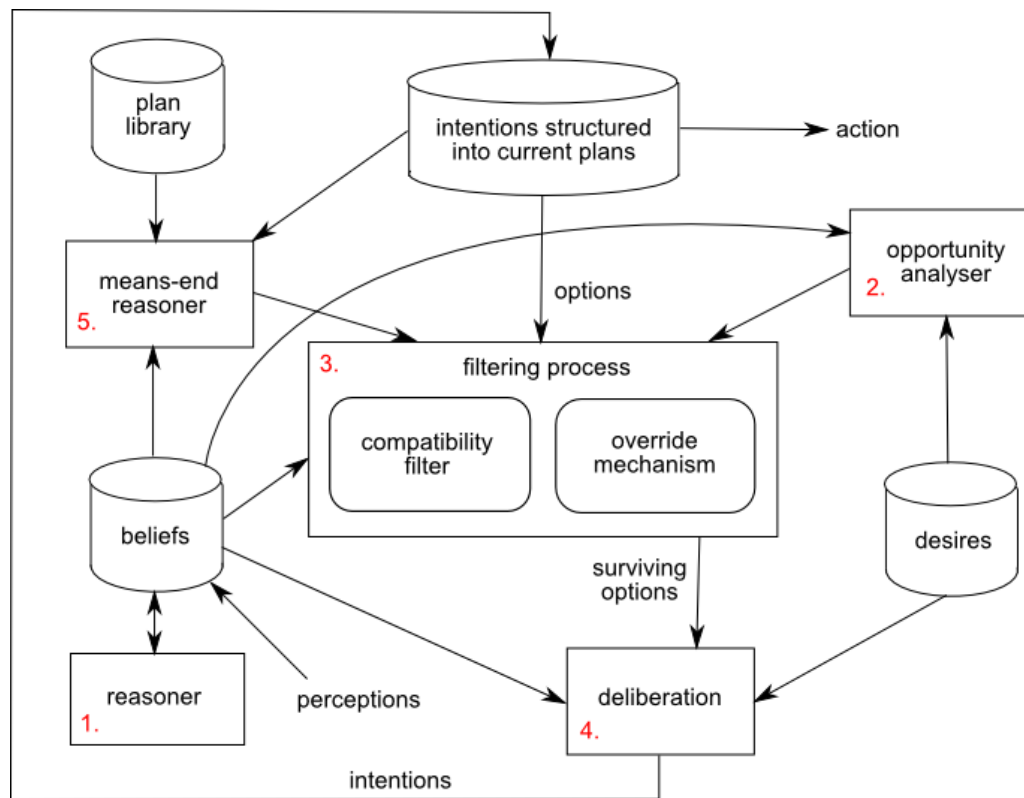 plan
library
intentions structured
into current plans
action
means-end
reasoner
5.
opportunity
analyser
2.
options
3.
filtering process
compatibility
filter
override
mechanism
beliefs
desires
surviving
options
reasoner
1.
perceptions
deliberation
4.
intentions